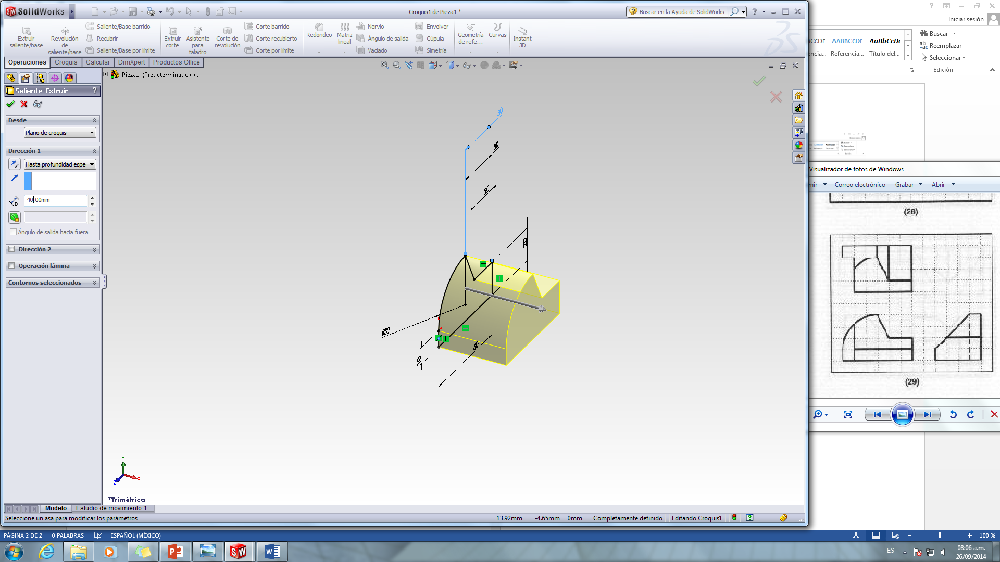 SolidWorks
Croquis1 de Pieza1 *
Buscar en la Ayuda de SolidWorks
Iniciar sesión
Extruir saliente/base
Revolución de saliente/base
Saliente/Base barrido
Recubrir
Saliente/Base por límite
Extruir corte
Asistente para taladro
Corte de revolución
Corte barrido
Corte recubierto
Corte por límite
Redondeo
Matriz lineal
Nervio
Ángulo de salida
Vaciado
Envolver
Cúpula
Simetría
Geometría de refe...
Curvas
Instant 3D
Operaciones
Croquis
Calcular
DimXpert
Productos Office
Pieza1 (Predeterminado<<...
Saliente-Extruir
?
Desde
Plano de croquis
Dirección 1
Hasta profundidad espe
D1
40.00mm
Ángulo de salida hacia fuera
Dirección 2
Operación lámina
Contornos seleccionados
30
30
20
R30
60
Y
X
Z
*Trimétrica
Modelo
Estudio de movimiento 1
Seleccione un asa para modificar los parámetros
13.92mm
-4.65mm
0mm
Completamente definido
Editando Croquis1
AABBCCDE
AaBbCcDc
Referencia...
Título del...
Buscar
Reemplazar
Seleccionar
Edición
Visualizador de fotos de Windows
Correo electrónico
Grabar
Abrir
(28)
(29)
PÁGINA 2 DE 2
0 PALABRAS
ESPAÑOL (MÉXICO)
100 %
ES
08:06 a.m.
26/09/2014